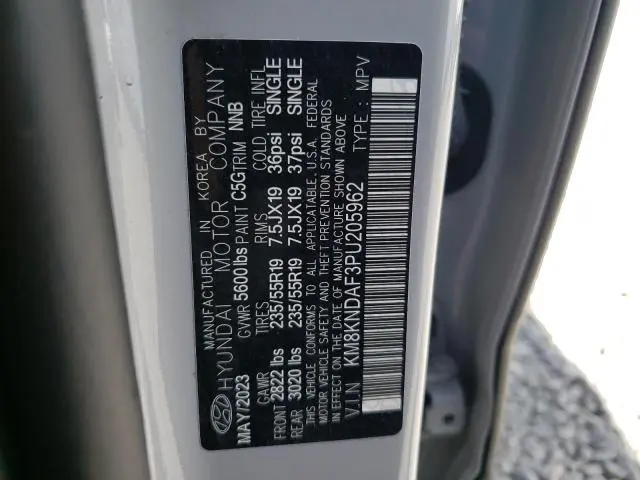 MANUFACTURED IN KOREA BY
HYUNDAI MOTOR COMPANY
MAY/2023 GVWR 5600 lbs PAINT C5G TRIM NNB
GAWR TIRES RIMS COLD TIRE INFL
FRONT 2822 lbs 235/55R19 7.5JX19 36psi SINGLE
REAR 3020 lbs 235/55R19 7.5JX19 37psi SINGLE
THIS VEHICLE CONFORMS TO ALL APPLICABLE U.S.A. FEDERAL
MOTOR VEHICLE SAFETY AND THEFT PREVENTION STANDARDS
IN EFFECT ON THE DATE OF MANUFACTURE SHOWN ABOVE
V.I.N KM8KNDAF3PU205962 TYPE : MPV